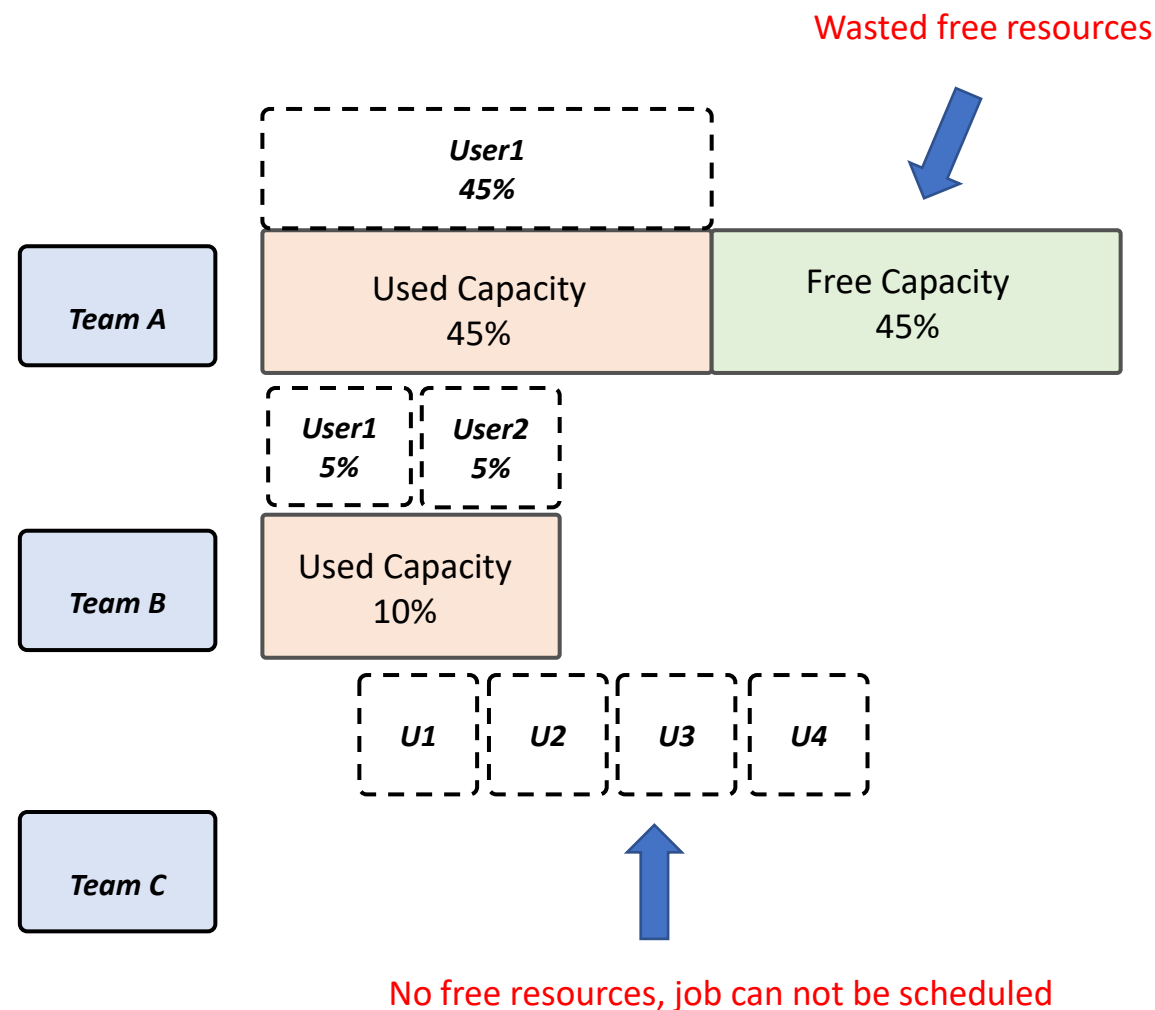 Wasted free resources
User1
45%
Team A
Used Capacity
45%
Free Capacity
45%
User1
5%
User2
5%
Team B
Used Capacity
10%
U1
U2
U3
U4
Team C
No free resources, job can not be scheduled